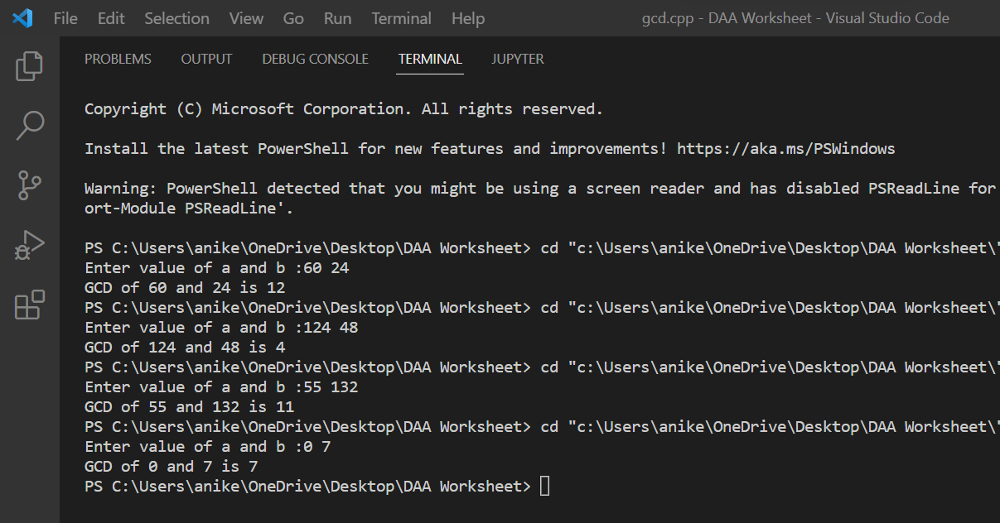 File Edit Selection View Go Run Terminal Help gcd.cpp - DAA Worksheet - Visual Studio Code
PROBLEMS OUTPUT DEBUG CONSOLE TERMINAL JUPYTER
Copyright (C) Microsoft Corporation. All rights reserved.
Install the latest PowerShell for new features and improvements! https://aka.ms/PSWindows
Warning: PowerShell detected that you might be using a screen reader and has disabled PSReadLine for
ort-Module PSReadLine'.
PS C:\Users\anike\OneDrive\Desktop\DAA Worksheet> cd "c:\Users\anike\OneDrive\Desktop\DAA Worksheet\"
Enter value of a and b :60 24
GCD of 60 and 24 is 12
PS C:\Users\anike\OneDrive\Desktop\DAA Worksheet> cd "c:\Users\anike\OneDrive\Desktop\DAA Worksheet\"
Enter value of a and b :124 48
GCD of 124 and 48 is 4
PS C:\Users\anike\OneDrive\Desktop\DAA Worksheet> cd "c:\Users\anike\OneDrive\Desktop\DAA Worksheet\"
Enter value of a and b :55 132
GCD of 55 and 132 is 11
PS C:\Users\anike\OneDrive\Desktop\DAA Worksheet> cd "c:\Users\anike\OneDrive\Desktop\DAA Worksheet\"
Enter value of a and b :0 7
GCD of 0 and 7 is 7
PS C:\Users\anike\OneDrive\Desktop\DAA Worksheet>